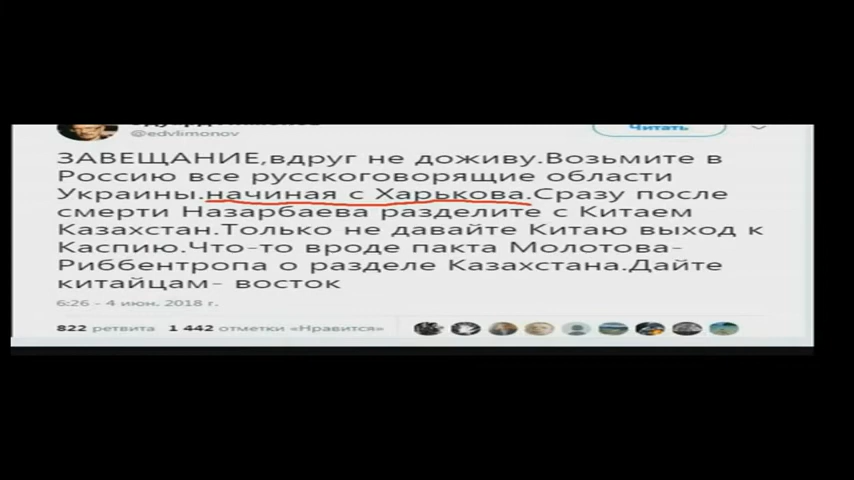 @edvlimonov
Читать
ЗАВЕЩАНИЕ,вдруг не доживу.Возьмите в
Россию все русскоговорящие области
Украины.начиная с Харькова.Сразу после
смерти Назарбаева разделите с Китаем
Казахстан.Только не давайте Китаю выход к
Каспию.Что-то вроде пакта Молотова-
Риббентропа о разделе Казахстана.Дайте
китайцам- восток
6:26 - 4 июн. 2018 г.
822 ретвита 1 442 отметки «Нравится»